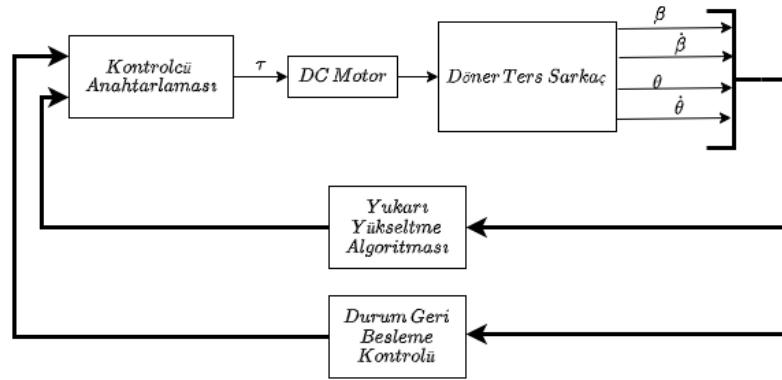 Kontrolcü
Anahtarlaması
τ
DC Motor
Döner Ters Sarkaç
β
β̇
θ
θ̇
Yukarı
Yükseltme
Algoritması
Durum Geri
Besleme
Kontrolü